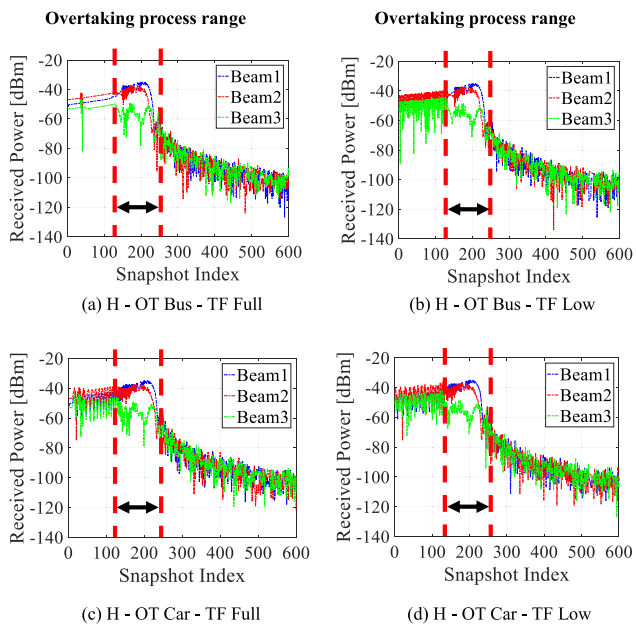 Overtaking process range
Overtaking process range
Received Power [dBm]
-20
-40
-60
-80
-100
-120
-140
0
100
200
300
400
500
600
Snapshot Index
Beam1
Beam2
Beam3
(a) H - OT Bus - TF Full
Received Power [dBm]
-20
-40
-60
-80
-100
-120
-140
0
100
200
300
400
500
600
Snapshot Index
Beam1
Beam2
Beam3
(b) H - OT Bus - TF Low
Received Power [dBm]
-20
-40
-60
-80
-100
-120
-140
0
100
200
300
400
500
600
Snapshot Index
Beam1
Beam2
Beam3
(c) H - OT Car - TF Full
Received Power [dBm]
-20
-40
-60
-80
-100
-120
-140
0
100
200
300
400
500
600
Snapshot Index
Beam1
Beam2
Beam3
(d) H - OT Car - TF Low